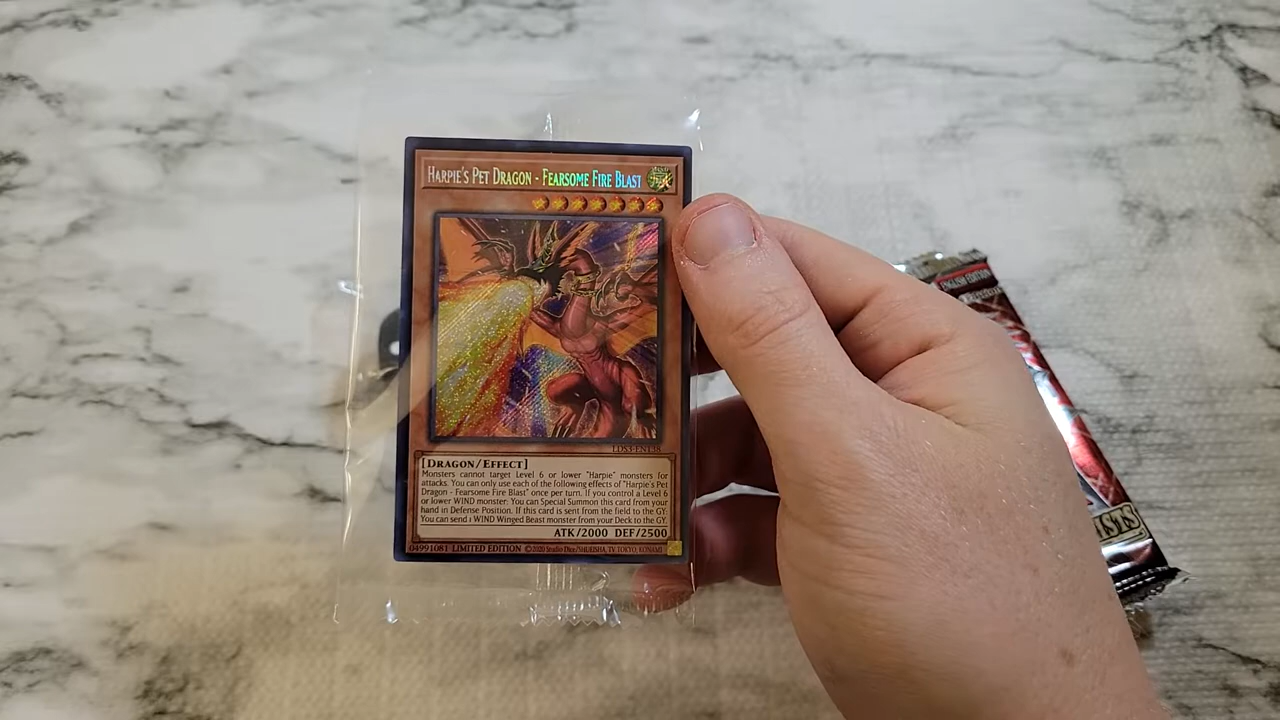 HARPIE'S PET DRAGON - FEARSOME FIRE BLAST
LDS3-EN138
[DRAGON/EFFECT]
Monsters cannot target Level 6 or lower "Harpie" monsters for
attacks. You can only use each of the following effects of "Harpie's Pet
Dragon - Fearsome Fire Blast" once per turn. If you control a Level 6
or lower WIND monster: You can Special Summon this card from your
hand in Defense Position. If this card is sent from the field to the GY:
You can send 1 WIND Winged Beast monster from your Deck to the GY.
ATK/2000 DEF/2500
04991081 LIMITED EDITION ©2020 Studio Dice/SHUEISHA, TV TOKYO, KONAMI
ENGLISH EDITION